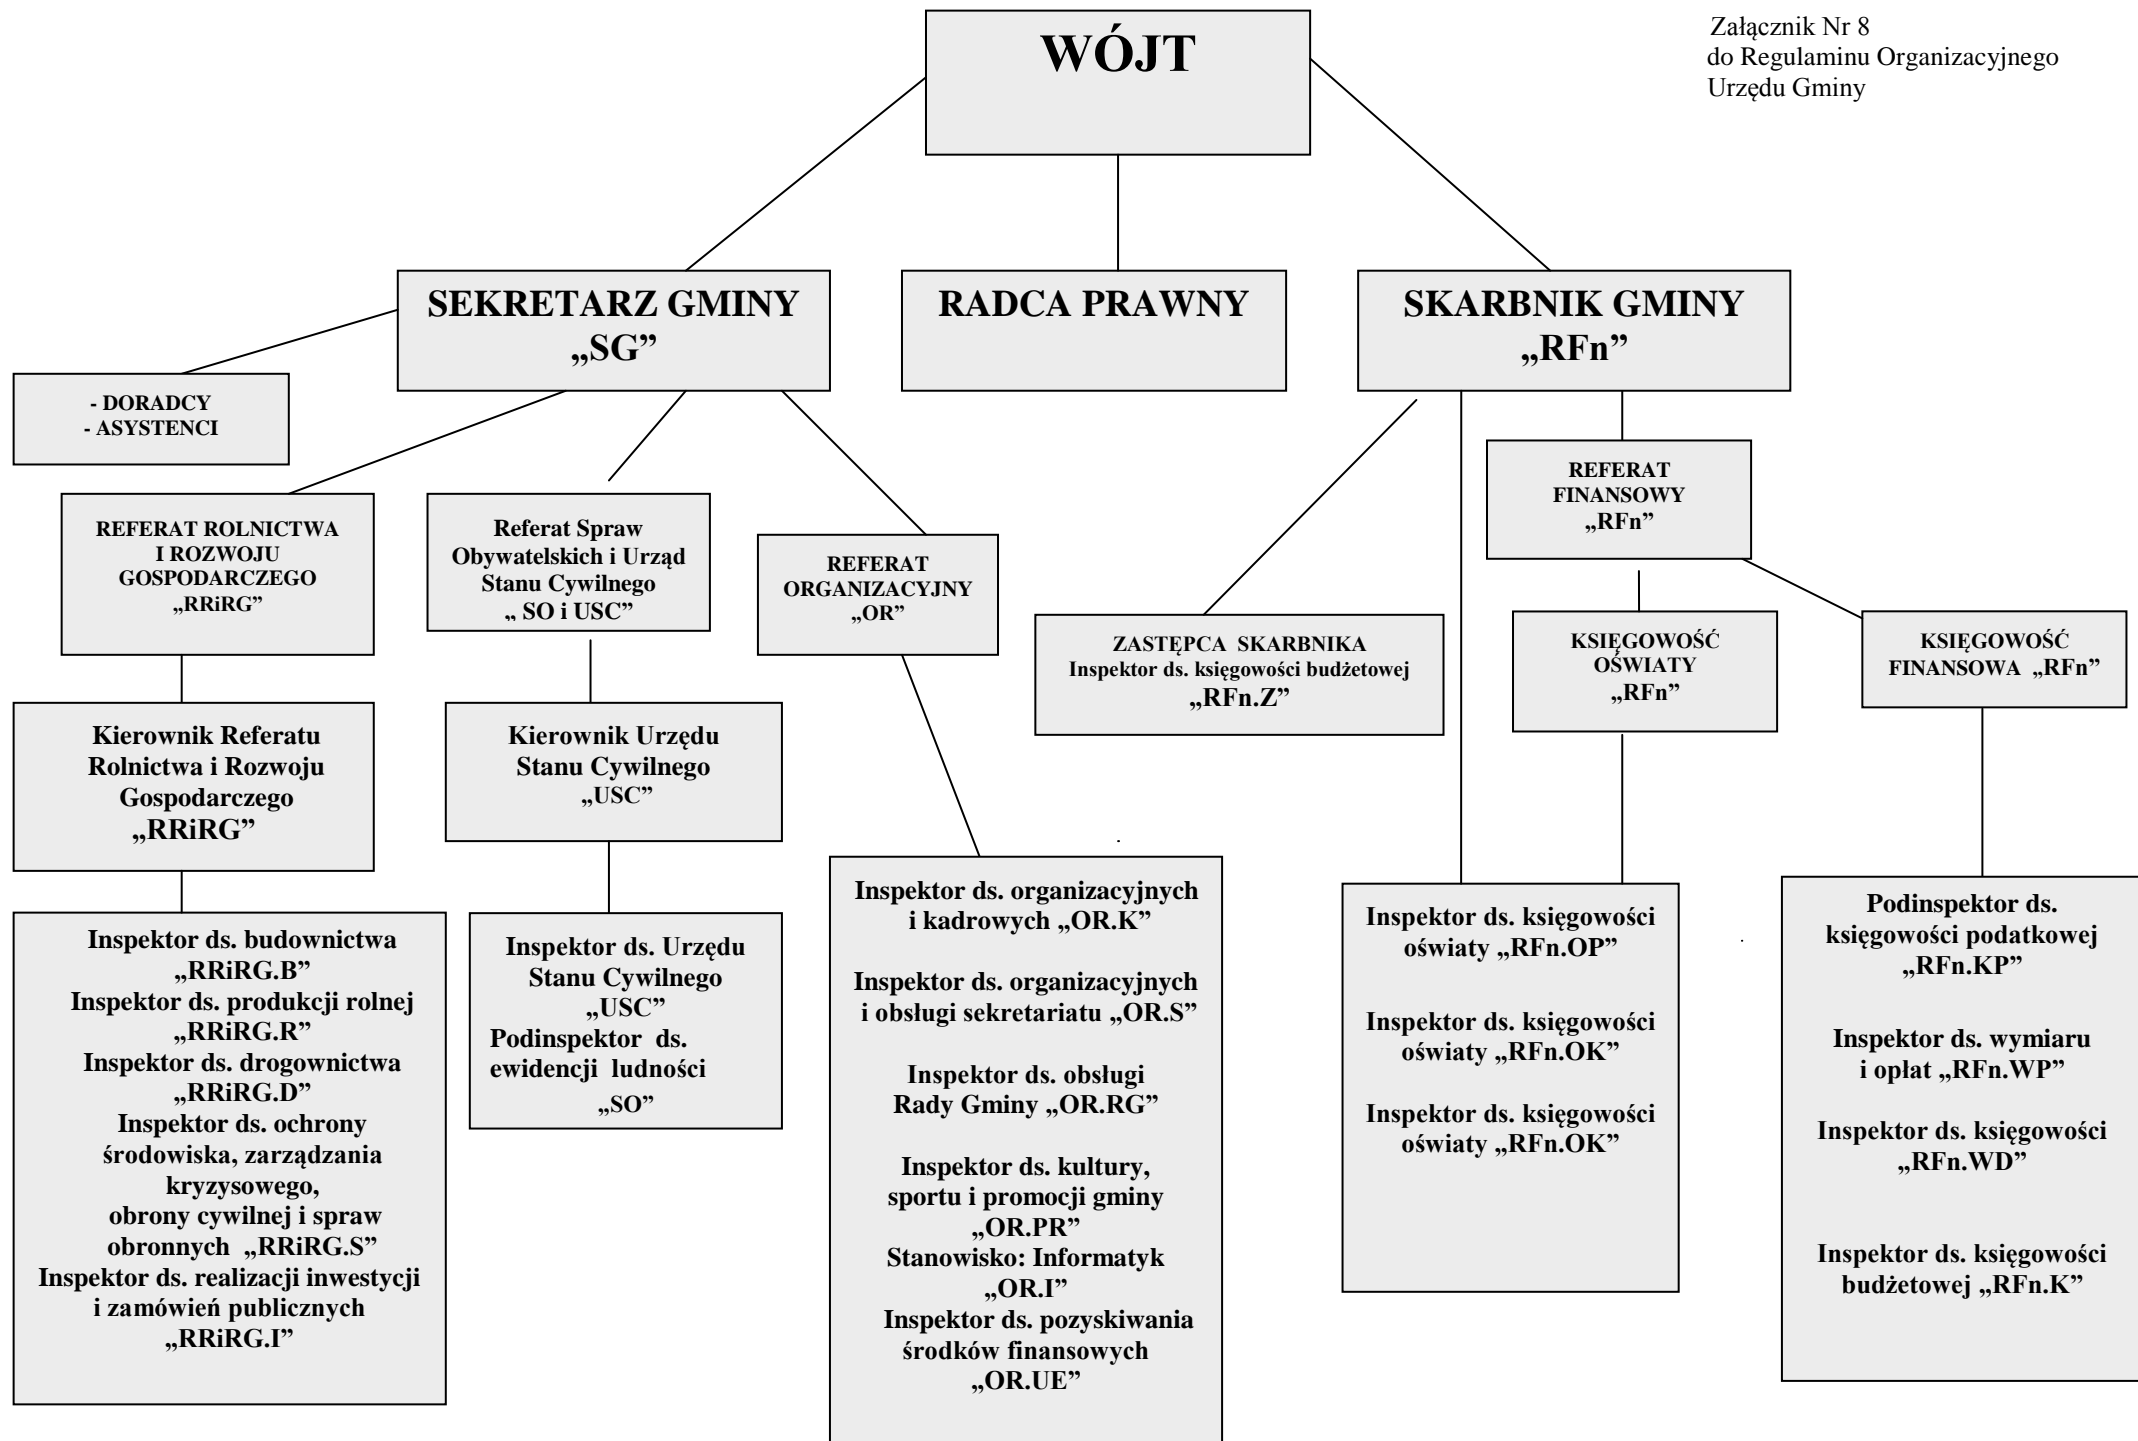 Załącznik Nr 8
do Regulaminu Organizacyjnego
Urzędu Gminy
WÓJT
SEKRETARZ GMINY
„SG”
RADCA PRAWNY
SKARBNIK GMINY
„RFn”
- DORADCY
- ASYSTENCI
REFERAT ROLNICTWA
I ROZWOJU
GOSPODARCZEGO
„RRiRG”
Referat Spraw
Obywatelskich i Urząd
Stanu Cywilnego
„ SO i USC”
REFERAT
ORGANIZACYJNY
„OR”
REFERAT
FINANSOWY
„RFn”
ZASTĘPCA SKARBNIKA
Inspektor ds. księgowości budżetowej
„RFn.Z”
KSIĘGOWOŚĆ
OŚWIATY
„RFn”
KSIĘGOWOŚĆ
FINANSOWA „RFn”
Kierownik Referatu
Rolnictwa i Rozwoju
Gospodarczego
„RRiRG”
Kierownik Urzędu
Stanu Cywilnego
„USC”
Inspektor ds. budownictwa
„RRiRG.B”
Inspektor ds. produkcji rolnej
„RRiRG.R”
Inspektor ds. drogownictwa
„RRiRG.D”
Inspektor ds. ochrony
środowiska, zarządzania
kryzysowego,
obrony cywilnej i spraw
obronnych „RRiRG.S”
Inspektor ds. realizacji inwestycji
i zamówień publicznych
„RRiRG.I”
Inspektor ds. Urzędu
Stanu Cywilnego
„USC”
Podinspektor ds.
ewidencji ludności
„SO”
Inspektor ds. organizacyjnych
i kadrowych „OR.K”
Inspektor ds. organizacyjnych
i obsługi sekretariatu „OR.S”
Inspektor ds. obsługi
Rady Gminy „OR.RG”
Inspektor ds. kultury,
sportu i promocji gminy
„OR.PR”
Stanowisko: Informatyk
„OR.I”
Inspektor ds. pozyskiwania
środków finansowych
„OR.UE”
Inspektor ds. księgowości
oświaty „RFn.OP”
Inspektor ds. księgowości
oświaty „RFn.OK”
Inspektor ds. księgowości
oświaty „RFn.OK”
Podinspektor ds.
księgowości podatkowej
„RFn.KP”
Inspektor ds. wymiaru
i opłat „RFn.WP”
Inspektor ds. księgowości
„RFn.WD”
Inspektor ds. księgowości
budżetowej „RFn.K”